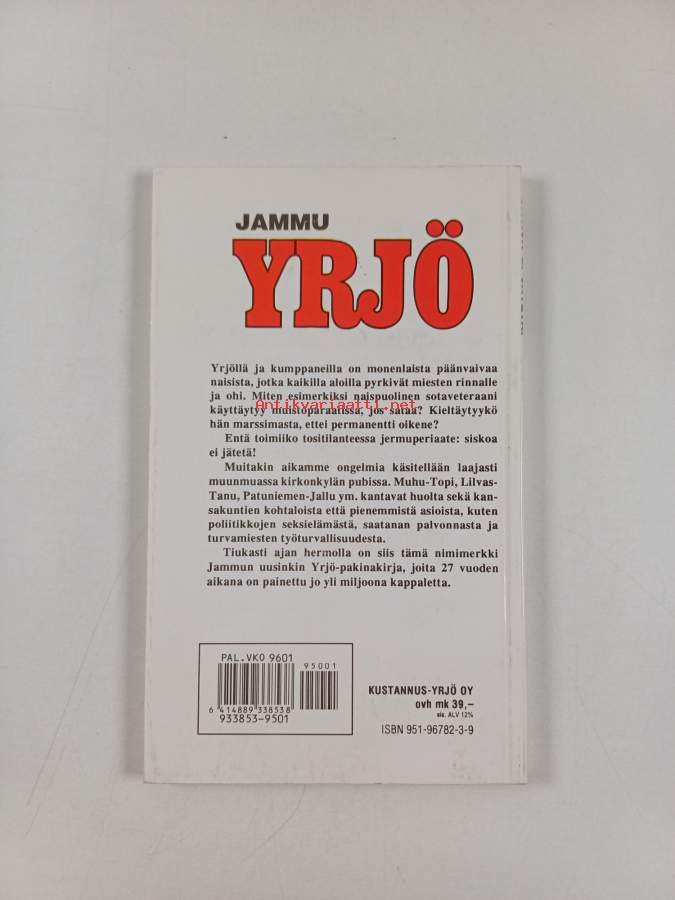 JAMMU
YRJÖ
Yrjöllä ja kumppaneilla on monenlaista päänvaivaa
naisista, jotka kaikilla aloilla pyrkivät miesten rinnalle
ja ohi. Miten esimerkiksi naispuolinen sotaveteraani
Antikvariaatti.net
käyttäytyy muistoparaatissa, jos sataa? Kieltäytyykö
hän marssimasta, ettei permanentti oikene?
Entä toimiiko tositilanteessa jermuperiaate: siskoa
ei jätetä!
Muitakin aikamme ongelmia käsitellään laajasti
muunmuassa kirkonkylän pubissa. Muhu-Topi, Lilvas-
Tanu, Patuniemen-Jallu ym. kantavat huolta sekä kan-
sakuntien kohtaloista että pienemmistä asioista, kuten
poliitikkojen seksielämästä, saatanan palvonnasta ja
turvamiesten työturvallisuudesta.
Tiukasti ajan hermolla on siis tämä nimimerkki
Jammun uusinkin Yrjö-pakinakirja, joita 27 vuoden
aikana on painettu jo yli miljoona kappaletta.
PAL.VKO 9601
95001
6 414889 338538
933853-9501
KUSTANNUS-YRJÖ OY
ovh mk 39,–
sis. ALV 12%
ISBN 951-96782-3-9